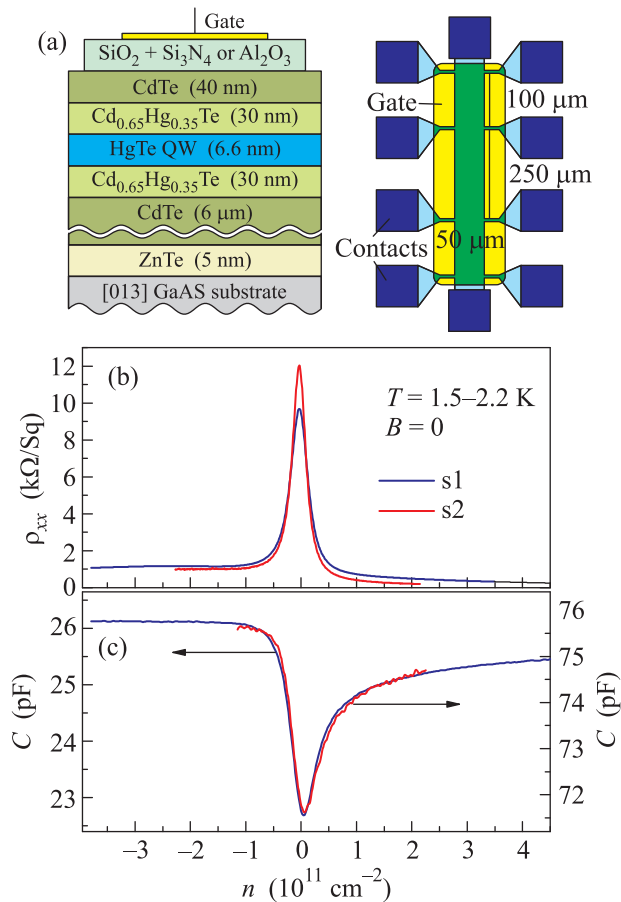 (a)
Gate
SiO₂ + Si₃N₄ or Al₂O₃
CdTe (40 nm)
Cd₀.₆₅Hg₀.₃₅Te (30 nm)
HgTe QW (6.6 nm)
Cd₀.₆₅Hg₀.₃₅Te (30 nm)
CdTe (6 μm)
ZnTe (5 nm)
[013] GaAS substrate
Gate
100 μm
250 μm
50 μm
Contacts
(b)
ρxx (kΩ/Sq)
12
10
8
6
4
2
0
T = 1.5–2.2 K
B = 0
s1
s2
(c)
C (pF)
26
25
24
23
76
75
74
73
72
C (pF)
−3 −2 −1 0 1 2 3 4
n (10¹¹ cm⁻²)